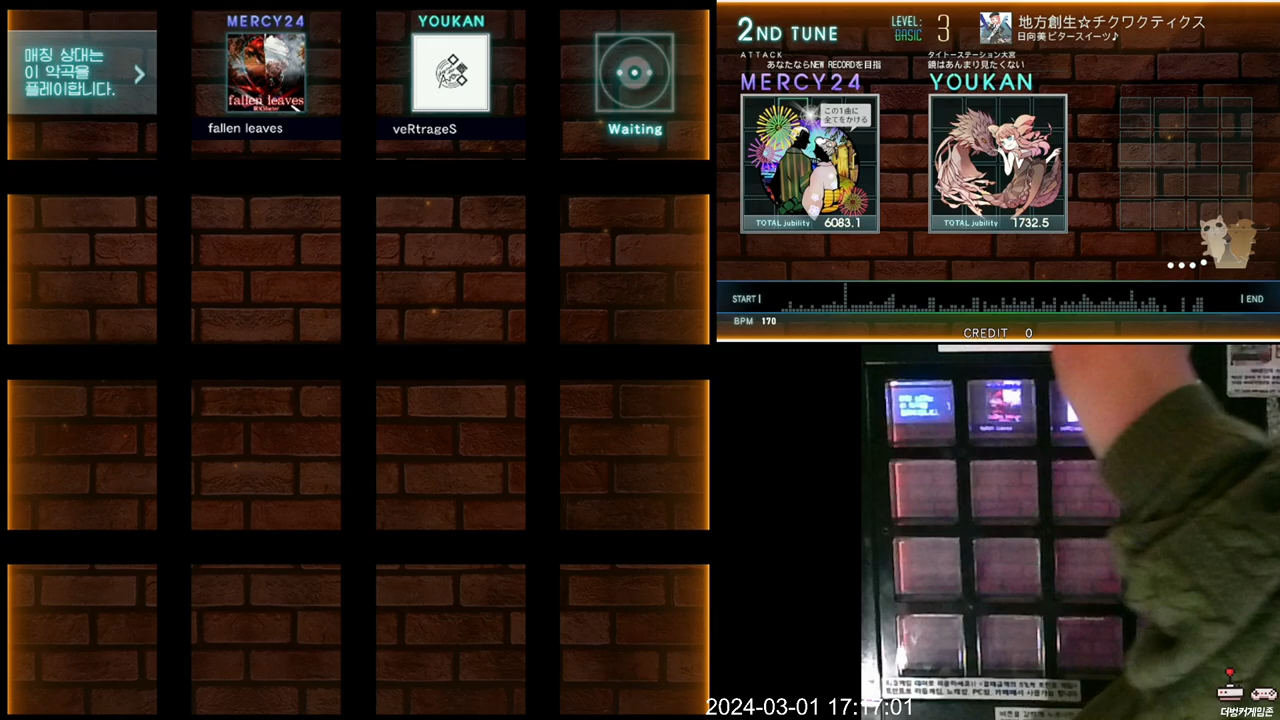 매칭 상대는
이 악곡을
플레이합니다.
MERCY24
fallen leaves
fallen leaves
YOUKAN
veRtrageS
Waiting
2ND TUNE
LEVEL:
BASIC
3
地方創生☆チクワクティクス
日向美ビタースイーツ♪
ATTACK
あなたならNEW RECORDを目指
MERCY24
この1曲に
全てをかける
TOTAL jubility 6083.1
タイトーステーション大宮
鏡はあんまり見たくない
YOUKAN
TOTAL jubility 1732.5
START
END
BPM 170
CREDIT 0
2024-03-01 17:17:01
더벙커게임존